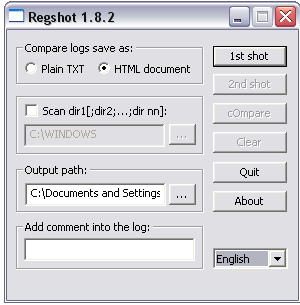 Regshot 1.8.2
Compare logs save as:
Plain TXT
HTML document
1st shot
2nd shot
Scan dir1[;dir2;...;dir nn]:
cOmpare
C:\WINDOWS
...
Clear
Output path:
Quit
C:\Documents and Settings
...
About
Add comment into the log:
English